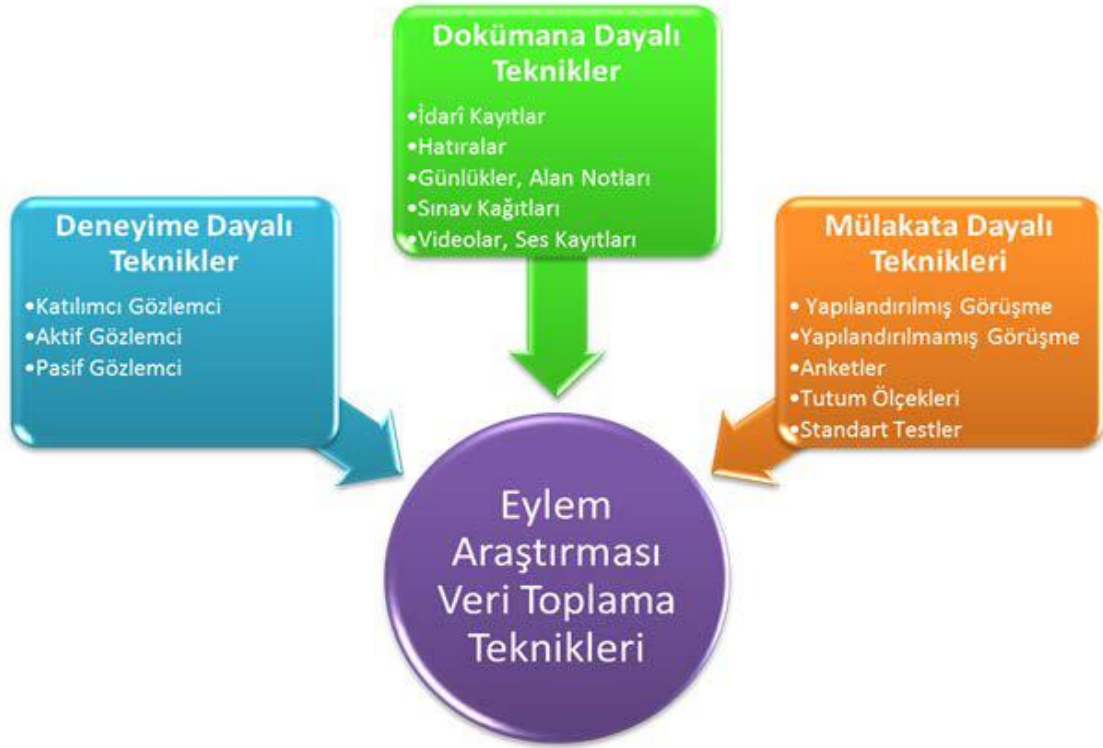 Dokümana Dayalı
Teknikler
•İdarî Kayıtlar
•Hatıralar
•Günlükler, Alan Notları
•Sınav Kağıtları
•Videolar, Ses Kayıtları
Deneyime Dayalı
Teknikler
•Katılımcı Gözlemci
•Aktif Gözlemci
•Pasif Gözlemci
Mülakata Dayalı
Teknikleri
• Yapılandırılmış Görüşme
•Yapılandırılmamış Görüşme
•Anketler
•Tutum Ölçekleri
•Standart Testler
Eylem
Araştırması
Veri Toplama
Teknikleri